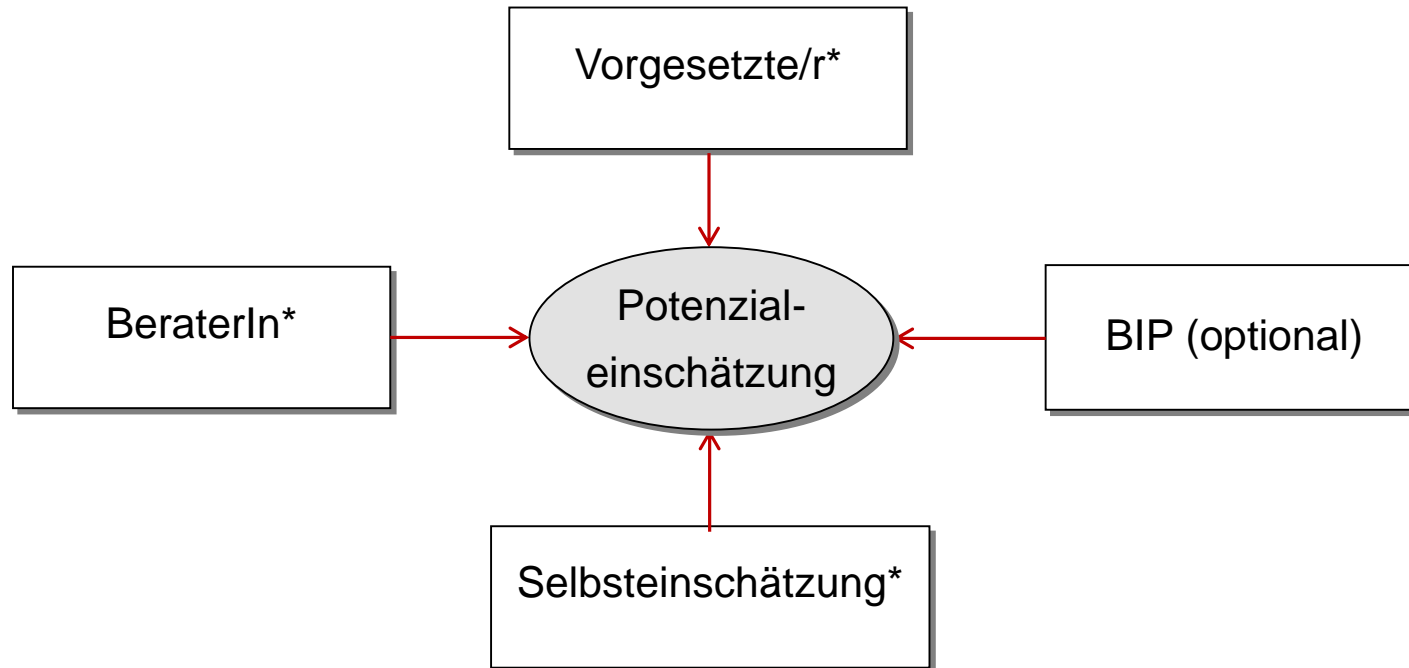 Vorgesetzte/r*
BeraterIn*
Potenzial-
einschätzung
BIP (optional)
Selbsteinschätzung*